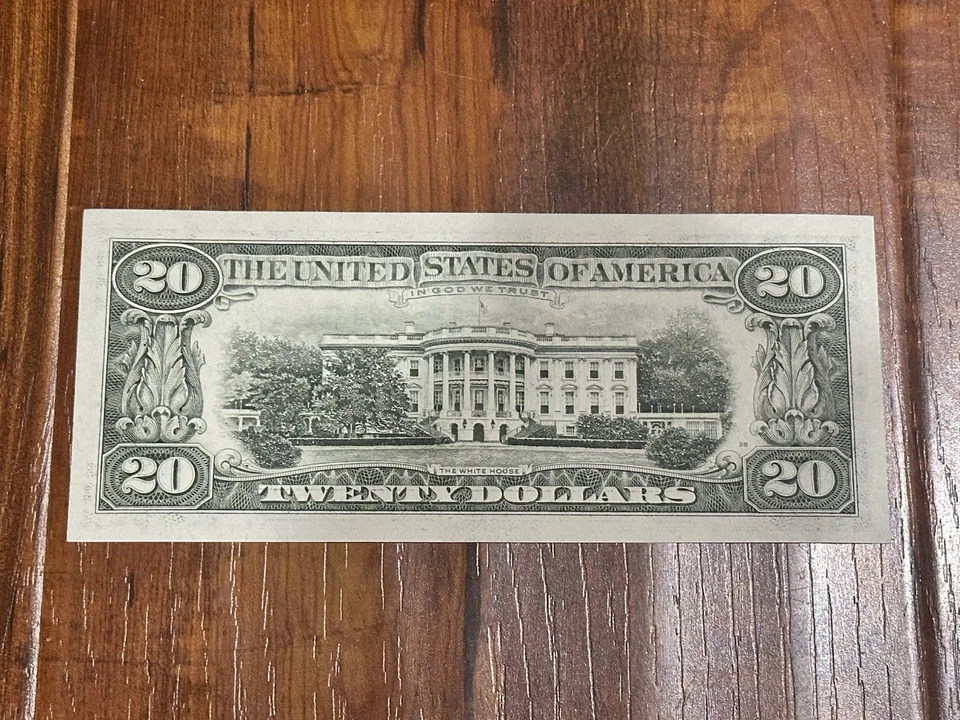 20 THE UNITED STATES OF AMERICA 20
IN GOD WE TRUST
THE WHITE HOUSE
20 TWENTY DOLLARS 20